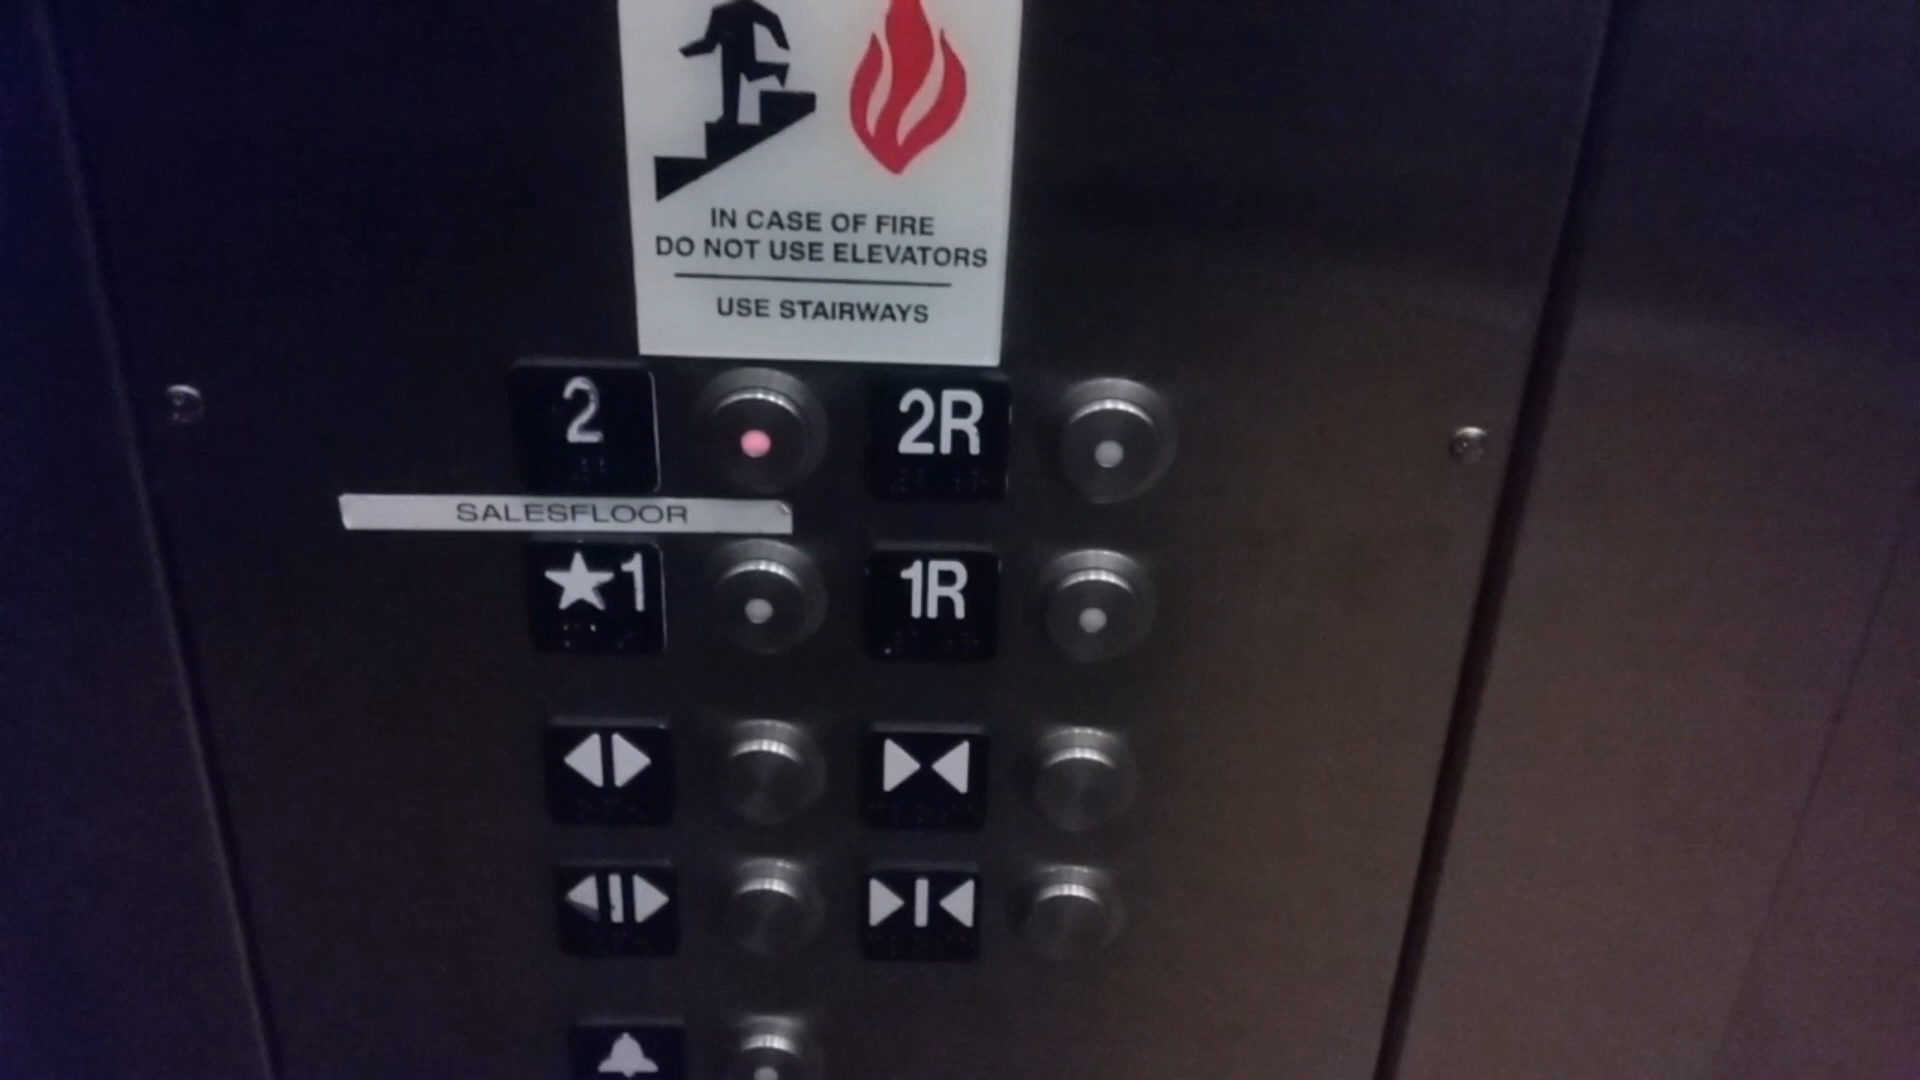 IN CASE OF FIRE
DO NOT USE ELEVATORS
USE STAIRWAYS
2
2R
SALESFLOOR
★1
1R